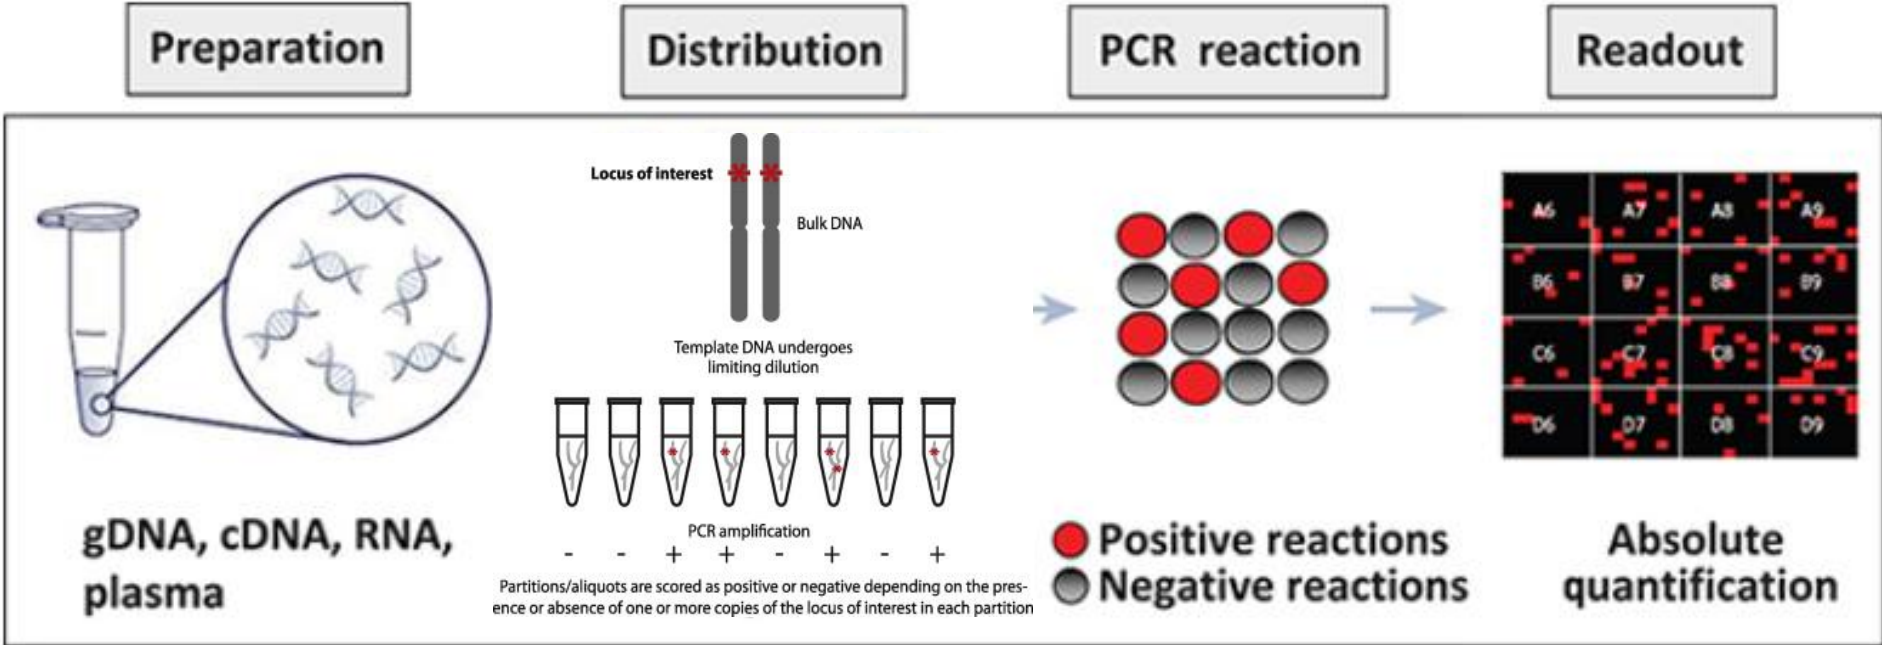 Preparation
Distribution
PCR reaction
Readout
gDNA, cDNA, RNA,
plasma
Locus of interest
Bulk DNA
Template DNA undergoes
limiting dilution
PCR amplification
- - + + - + - +
Partitions/aliquots are scored as positive or negative depending on the pres-
ence or absence of one or more copies of the locus of interest in each partition
Positive reactions
Negative reactions
A6 A7 A8 A9
B6 B7 B8 B9
C6 C7 C8 C9
D6 D7 D8 D9
Absolute
quantification